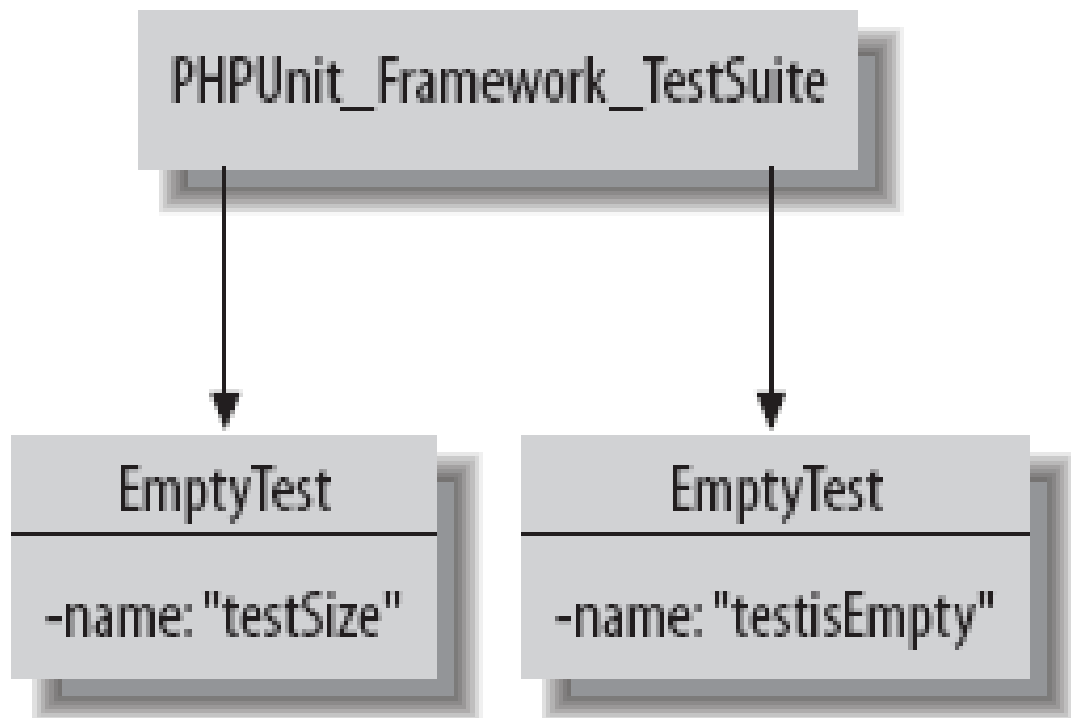 PHPUnit_Framework_TestSuite
EmptyTest
-name: "testSize"
EmptyTest
-name: "testisEmpty"